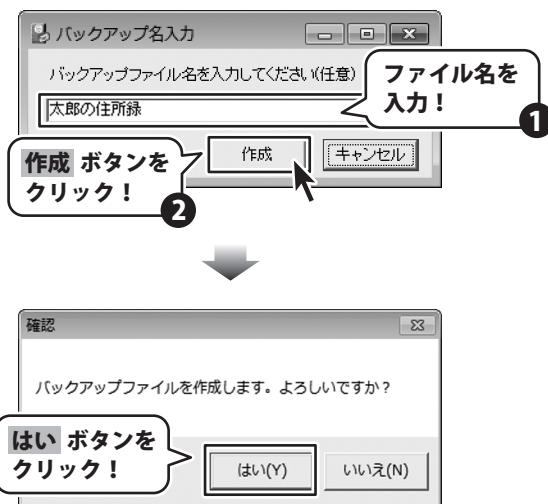 バックアップ名入力
バックアップファイル名を入力してください(任意)
太郎の住所録
ファイル名を
入力！
1
作成
キャンセル
作成 ボタンを
クリック！
2
確認
バックアップファイルを作成します。よろしいですか？
はい ボタンを
クリック！
はい(Y)
いいえ(N)